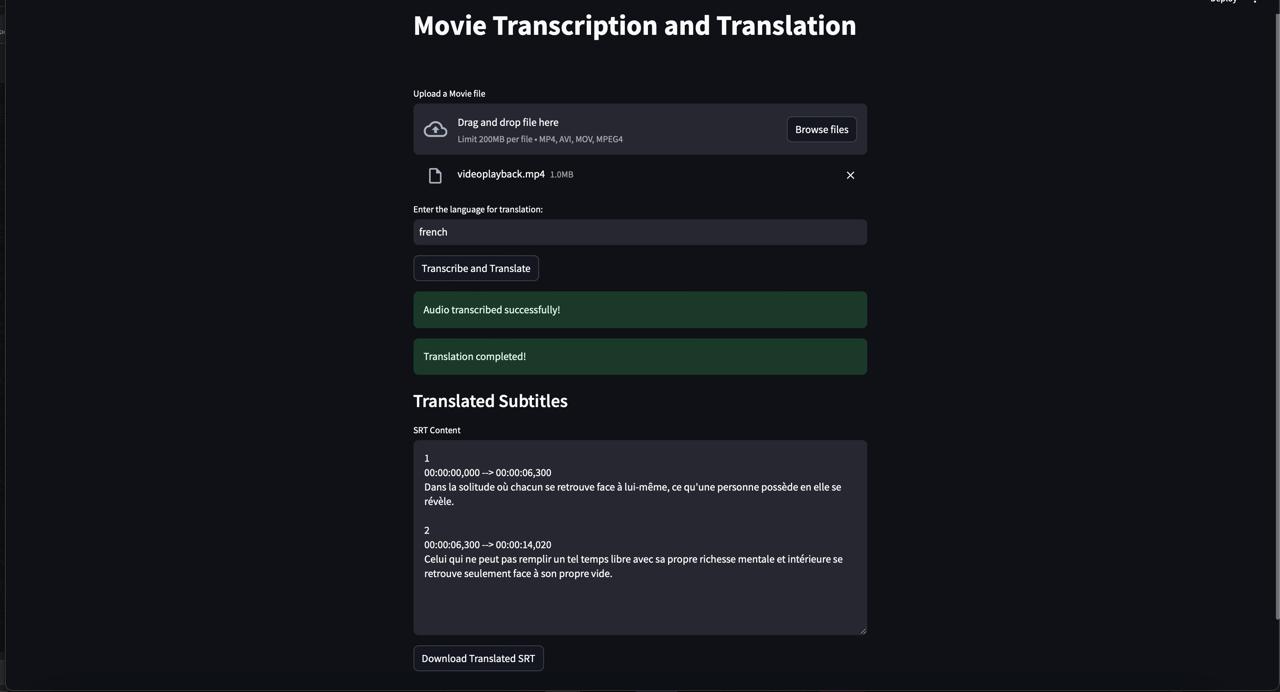 Deploy
Movie Transcription and Translation
Upload a Movie file
Drag and drop file here
Limit 200MB per file • MP4, AVI, MOV, MPEG4
Browse files
videoplayback.mp4 1.0MB
Enter the language for translation:
french
Transcribe and Translate
Audio transcribed successfully!
Translation completed!
Translated Subtitles
SRT Content
1
00:00:00,000 --> 00:00:06,300
Dans la solitude où chacun se retrouve face à lui-même, ce qu'une personne possède en elle se
révèle.
2
00:00:06,300 --> 00:00:14,020
Celui qui ne peut pas remplir un tel temps libre avec sa propre richesse mentale et intérieure se
retrouve seulement face à son propre vide.
Download Translated SRT